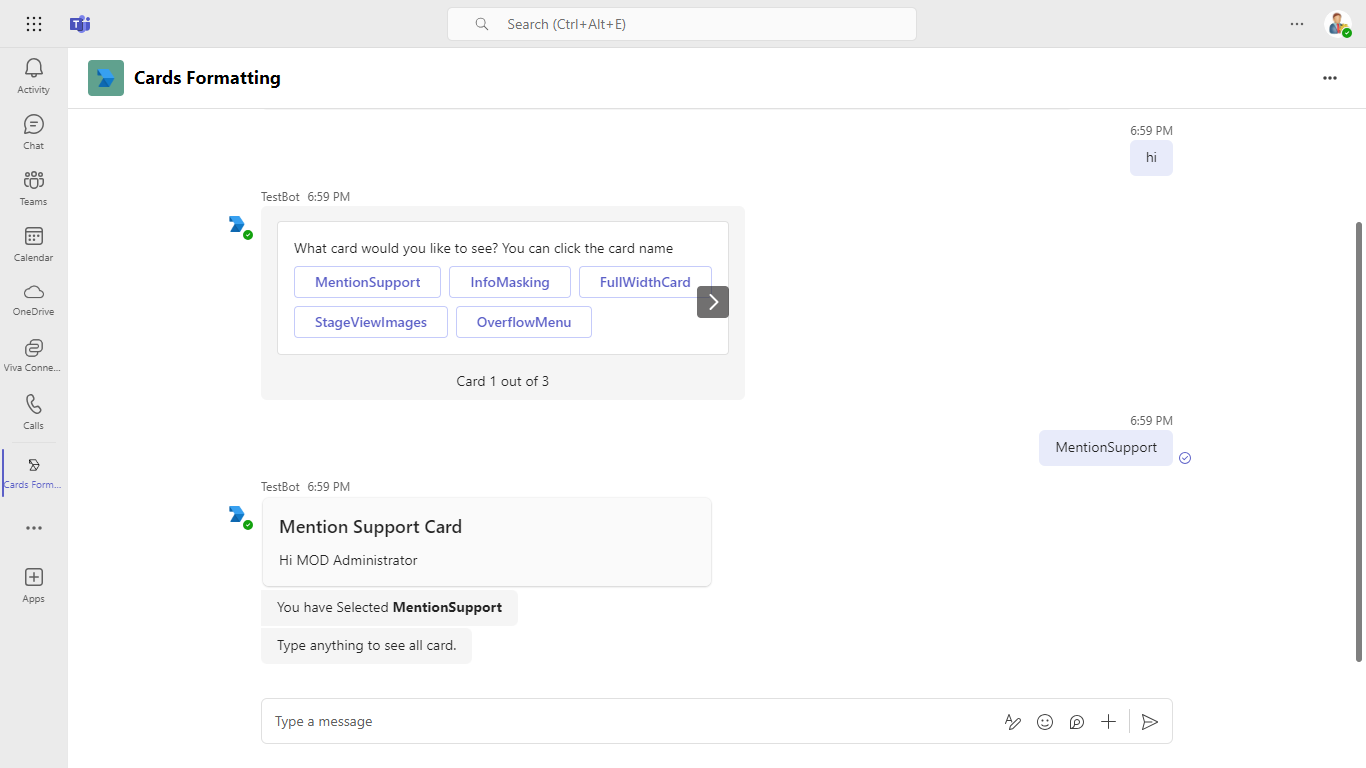 Search (Ctrl+Alt+E)
Cards Formatting
Activity
Chat
Teams
Calendar
OneDrive
Viva Conne...
Calls
Cards Form...
Apps
6:59 PM
hi
TestBot 6:59 PM
What card would you like to see? You can click the card name
MentionSupport InfoMasking FullWidthCard
StageViewImages OverflowMenu
Card 1 out of 3
6:59 PM
MentionSupport
TestBot 6:59 PM
Mention Support Card
Hi MOD Administrator
You have Selected MentionSupport
Type anything to see all card.
Type a message